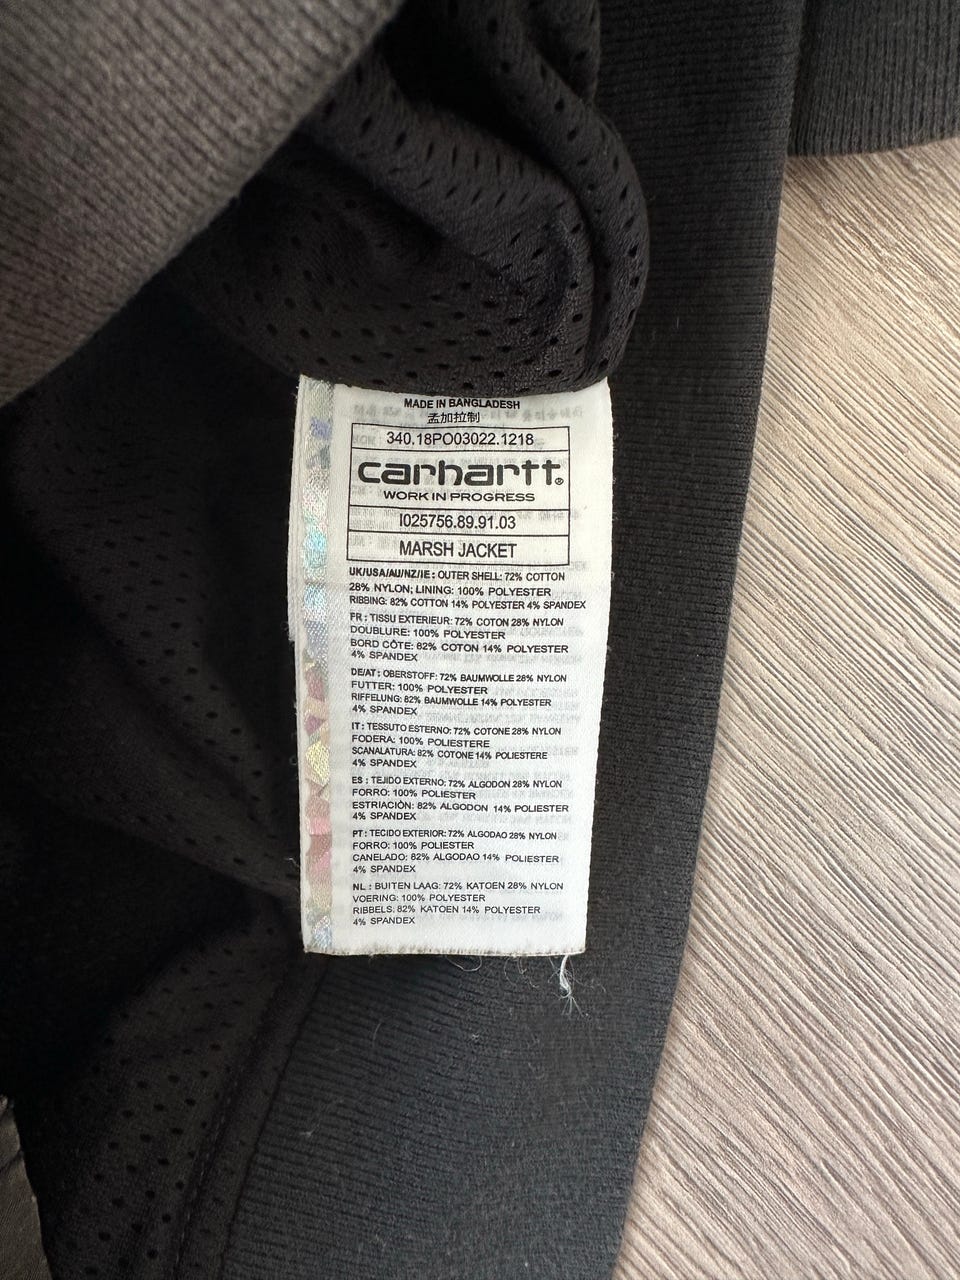 MADE IN BANGLADESH
孟加拉制
340.18PO03022.1218
carhartt®
WORK IN PROGRESS
I025756.89.91.03
MARSH JACKET
UK/USA/AU/NZ/IE : OUTER SHELL: 72% COTTON
28% NYLON; LINING: 100% POLYESTER
RIBBING: 82% COTTON 14% POLYESTER 4% SPANDEX
FR : TISSU EXTERIEUR: 72% COTON 28% NYLON
DOUBLURE: 100% POLYESTER
BORD CÔTE: 82% COTON 14% POLYESTER
4% SPANDEX
DE/AT : OBERSTOFF: 72% BAUMWOLLE 28% NYLON
FUTTER: 100% POLYESTER
RIFFELUNG: 82% BAUMWOLLE 14% POLYESTER
4% SPANDEX
IT : TESSUTO ESTERNO: 72% COTONE 28% NYLON
FODERA: 100% POLIESTERE
SCANALATURA: 82% COTONE 14% POLIESTERE
4% SPANDEX
ES : TEJIDO EXTERNO: 72% ALGODON 28% NYLON
FORRO: 100% POLIESTER
ESTRIACIÒN: 82% ALGODON 14% POLIESTER
4% SPANDEX
PT : TECIDO EXTERIOR: 72% ALGODAO 28% NYLON
FORRO: 100% POLIESTER
CANELADO: 82% ALGODAO 14% POLIESTER
4% SPANDEX
NL : BUITEN LAAG: 72% KATOEN 28% NYLON
VOERING: 100% POLYESTER
RIBBELS. 82% KATOEN 14% POLYESTER
4% SPANDEX